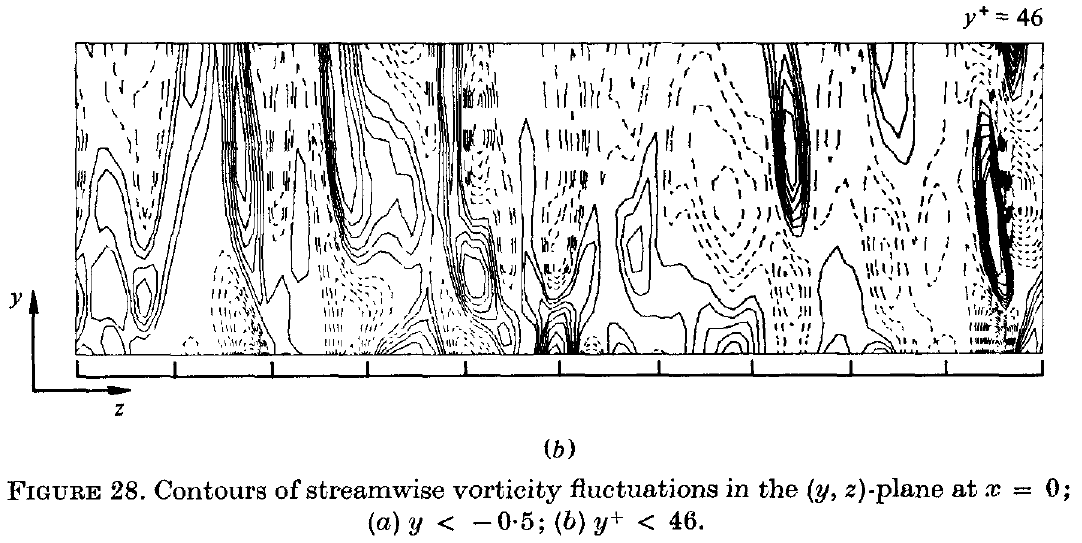 y⁺ = 46
y
z
(b)
FIGURE 28. Contours of streamwise vorticity fluctuations in the (y, z)-plane at x = 0;
(a) y < −0·5; (b) y⁺ < 46.